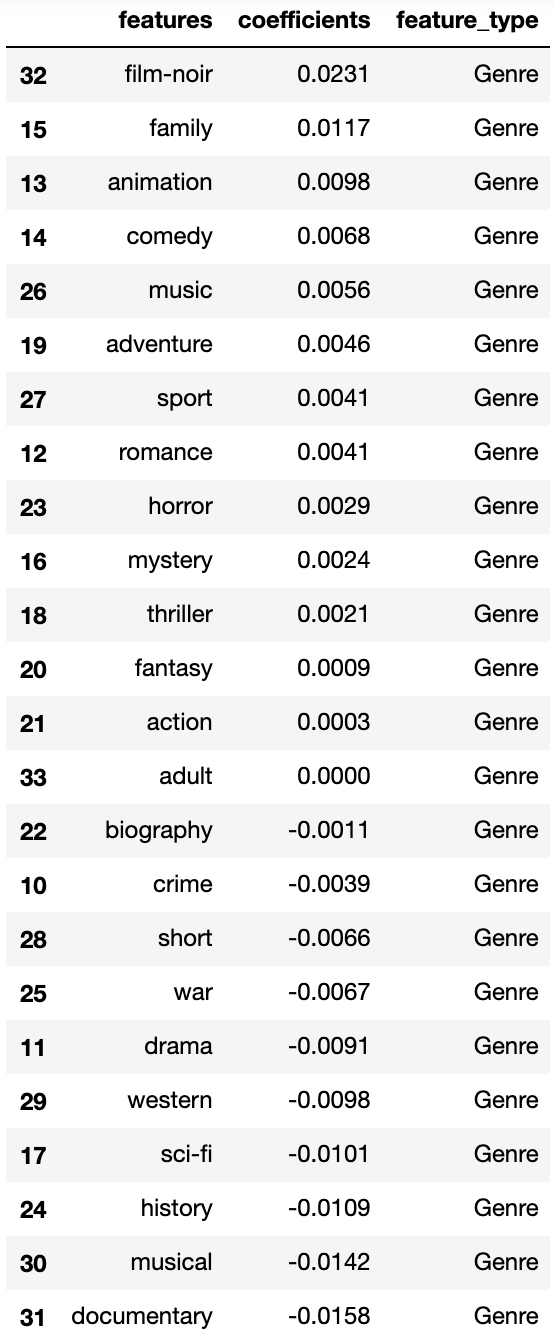 features coefficients feature_type
32 film-noir 0.0231 Genre
15 family 0.0117 Genre
13 animation 0.0098 Genre
14 comedy 0.0068 Genre
26 music 0.0056 Genre
19 adventure 0.0046 Genre
27 sport 0.0041 Genre
12 romance 0.0041 Genre
23 horror 0.0029 Genre
16 mystery 0.0024 Genre
18 thriller 0.0021 Genre
20 fantasy 0.0009 Genre
21 action 0.0003 Genre
33 adult 0.0000 Genre
22 biography -0.0011 Genre
10 crime -0.0039 Genre
28 short -0.0066 Genre
25 war -0.0067 Genre
11 drama -0.0091 Genre
29 western -0.0098 Genre
17 sci-fi -0.0101 Genre
24 history -0.0109 Genre
30 musical -0.0142 Genre
31 documentary -0.0158 Genre